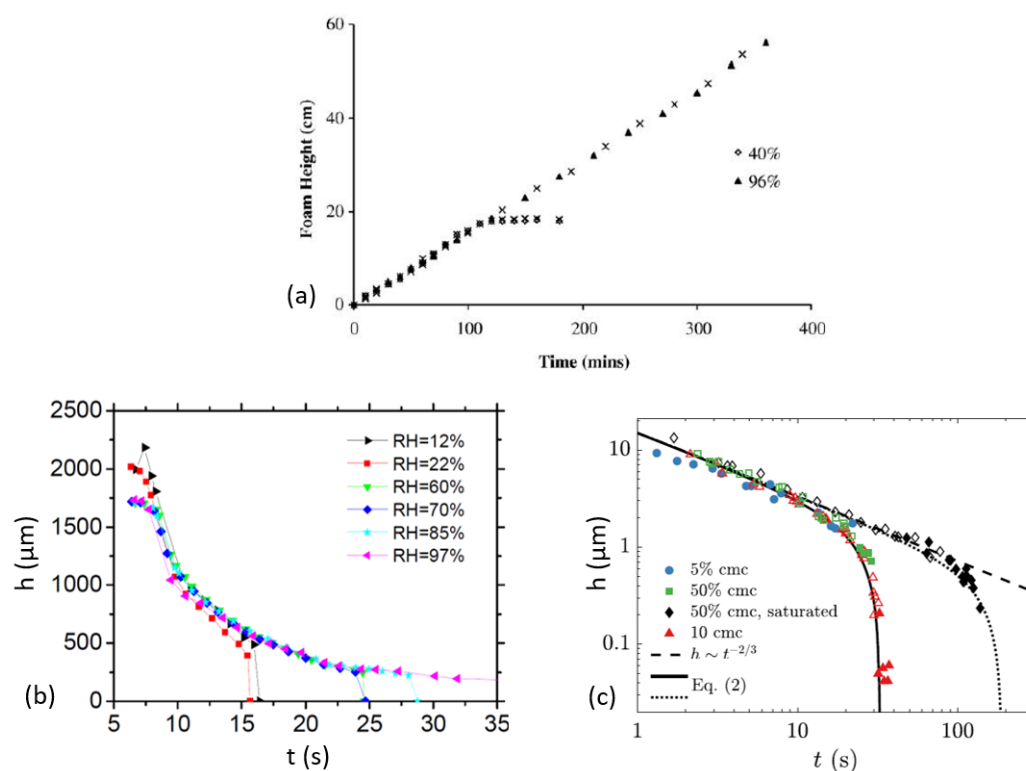 60
40
20
0
Foam Height (cm)
40%
96%
0 100 200 300 400
Time (mins)
(a)
2500
2000
1500
1000
500
0
h (μm)
RH=12%
RH=22%
RH=60%
RH=70%
RH=85%
RH=97%
5 10 15 20 25 30 35
t (s)
(b)
10
1
0.1
h (μm)
5% cmc
50% cmc
50% cmc, saturated
10 cmc
h ~ t⁻²/³
Eq. (2)
1 10 100
t (s)
(c)